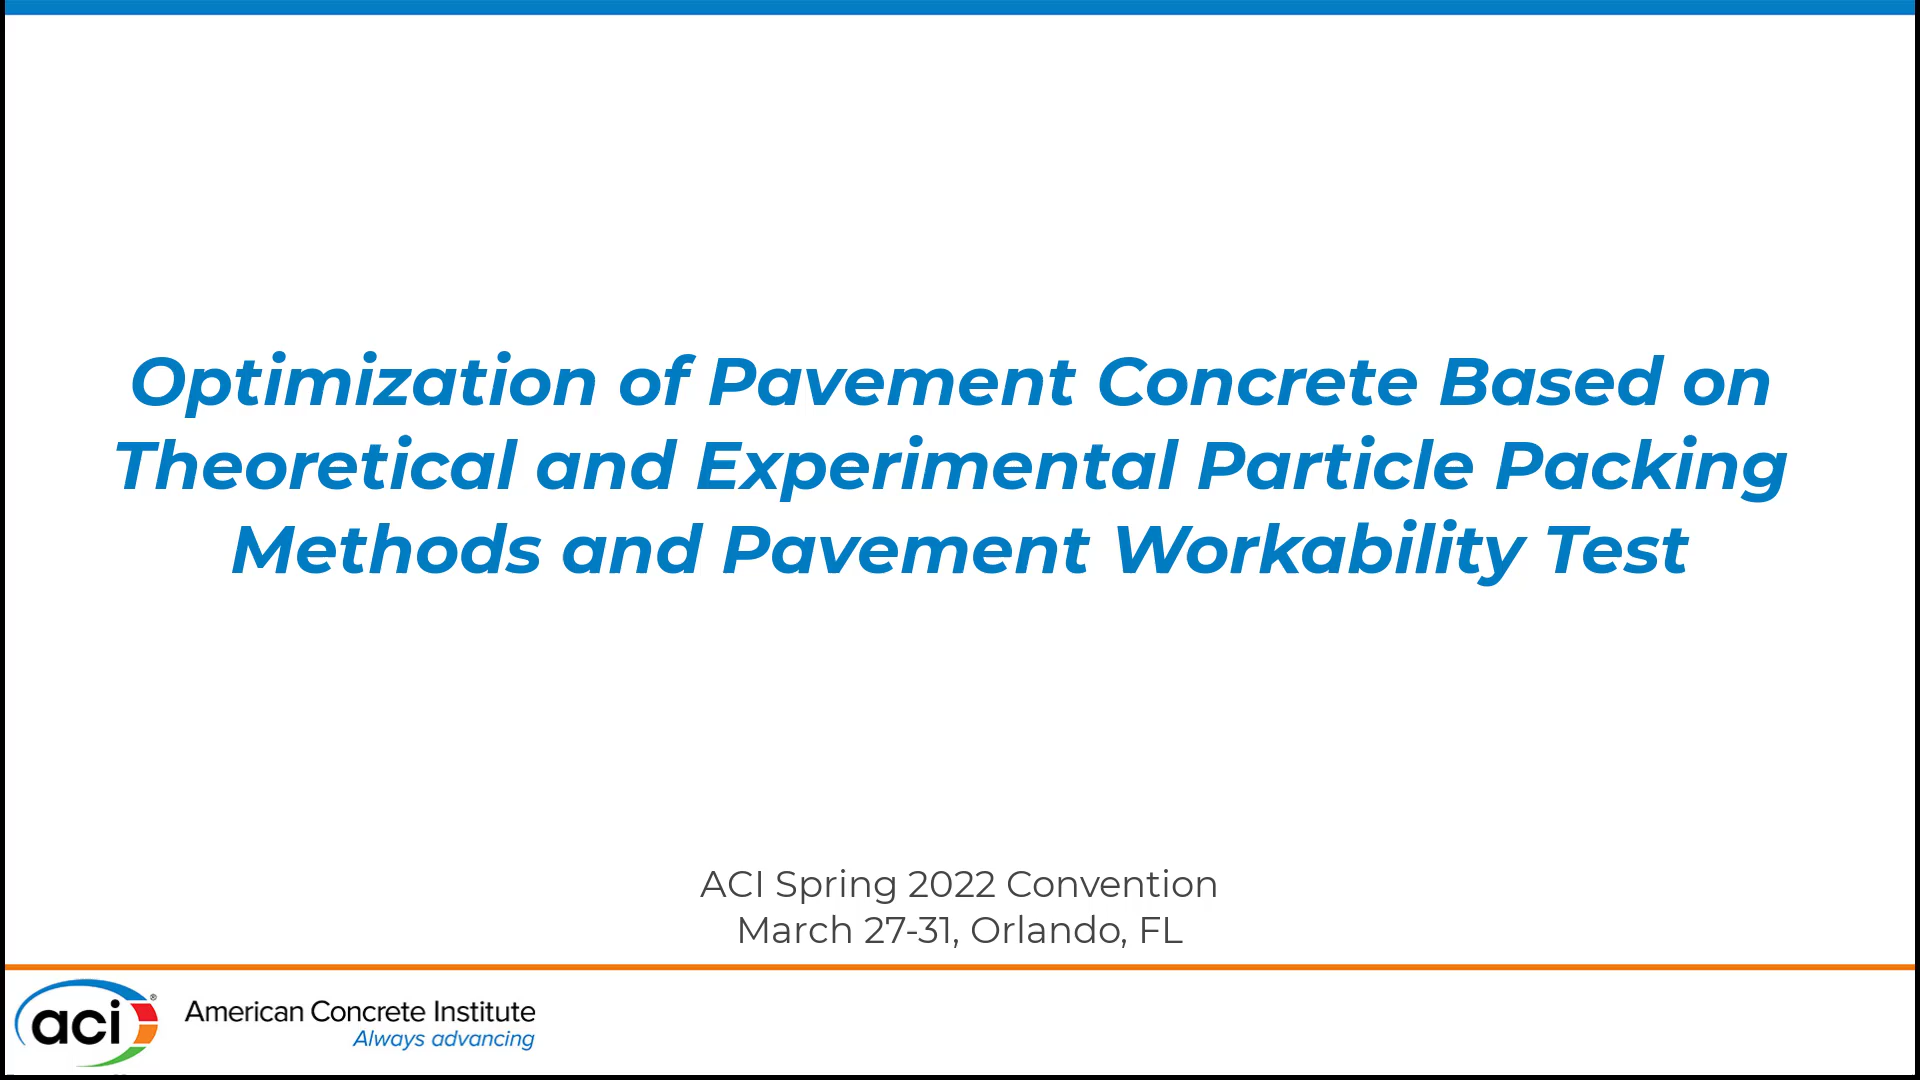 Optimization of Pavement Concrete Based on
Theoretical and Experimental Particle Packing
Methods and Pavement Workability Test
ACI Spring 2022 Convention
March 27-31, Orlando, FL
aci®
American Concrete Institute
Always advancing